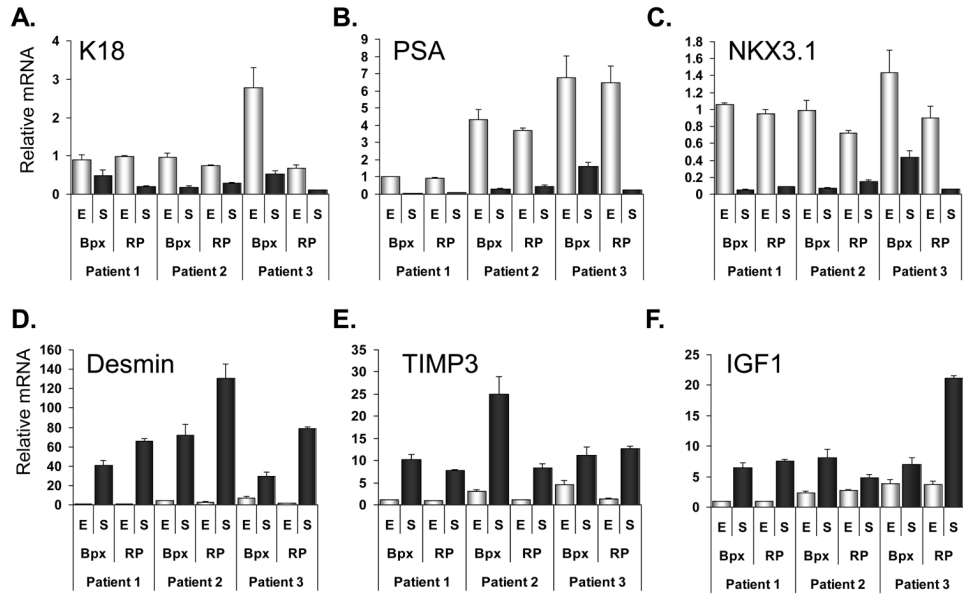 A. B. C.
K18 PSA NKX3.1
Relative mRNA
4 3 2 1 0
9 8 7 6 5 4 3 2 1 0
1.8 1.6 1.4 1.2 1 0.8 0.6 0.4 0.2 0
E S E S E S E S E S E S
Bpx RP Bpx RP Bpx RP
Patient 1 Patient 2 Patient 3
E S E S E S E S E S E S
Bpx RP Bpx RP Bpx RP
Patient 1 Patient 2 Patient 3
E S E S E S E S E S E S
Bpx RP Bpx RP Bpx RP
Patient 1 Patient 2 Patient 3
D. E. F.
Desmin TIMP3 IGF1
Relative mRNA
160 140 120 100 80 60 40 20 0
35 30 25 20 15 10 5 0
25 20 15 10 5 0
E S E S E S E S E S E S
Bpx RP Bpx RP Bpx RP
Patient 1 Patient 2 Patient 3
E S E S E S E S E S E S
Bpx RP Bpx RP Bpx RP
Patient 1 Patient 2 Patient 3
E S E S E S E S E S E S
Bpx RP Bpx RP Bpx RP
Patient 1 Patient 2 Patient 3